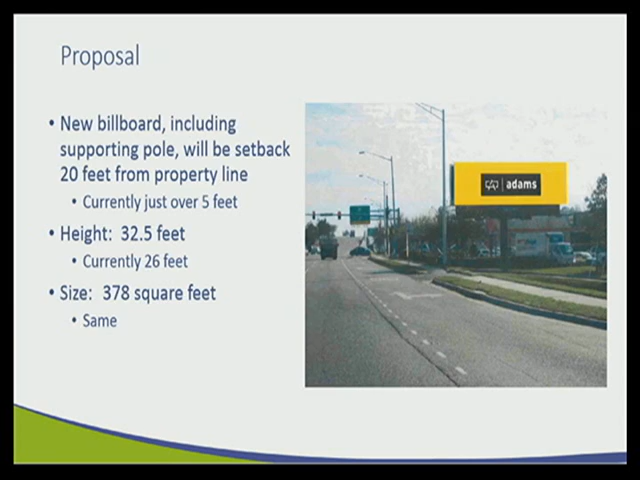 Proposal
• New billboard, including
supporting pole, will be setback
20 feet from property line
• Currently just over 5 feet
• Height: 32.5 feet
• Currently 26 feet
• Size: 378 square feet
• Same
adams